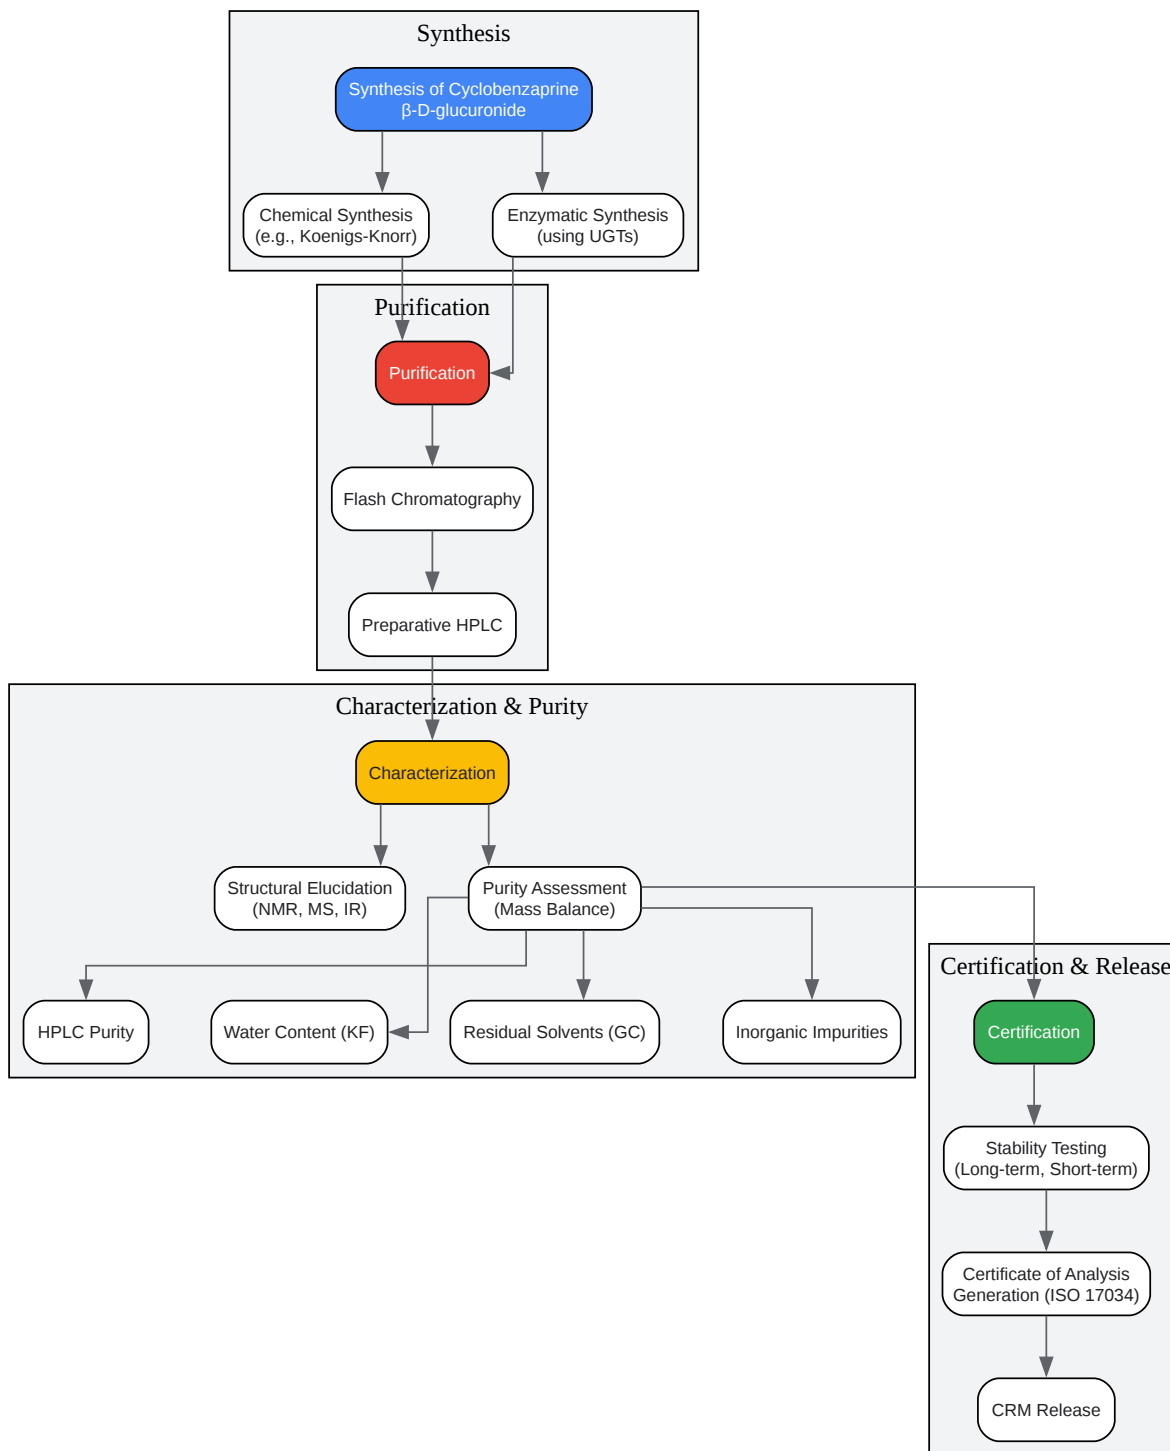 Synthesis
Synthesis of Cyclobenzaprine
β-D-glucuronide
Chemical Synthesis
(e.g., Koenigs-Knorr)
Enzymatic Synthesis
(using UGTs)
Purification
Purification
Flash Chromatography
Preparative HPLC
Characterization & Purity
Characterization
Structural Elucidation
(NMR, MS, IR)
Purity Assessment
(Mass Balance)
HPLC Purity
Water Content (KF)
Residual Solvents (GC)
Inorganic Impurities
Certification & Release
Certification
Stability Testing
(Long-term, Short-term)
Certificate of Analysis
Generation (ISO 17034)
CRM Release